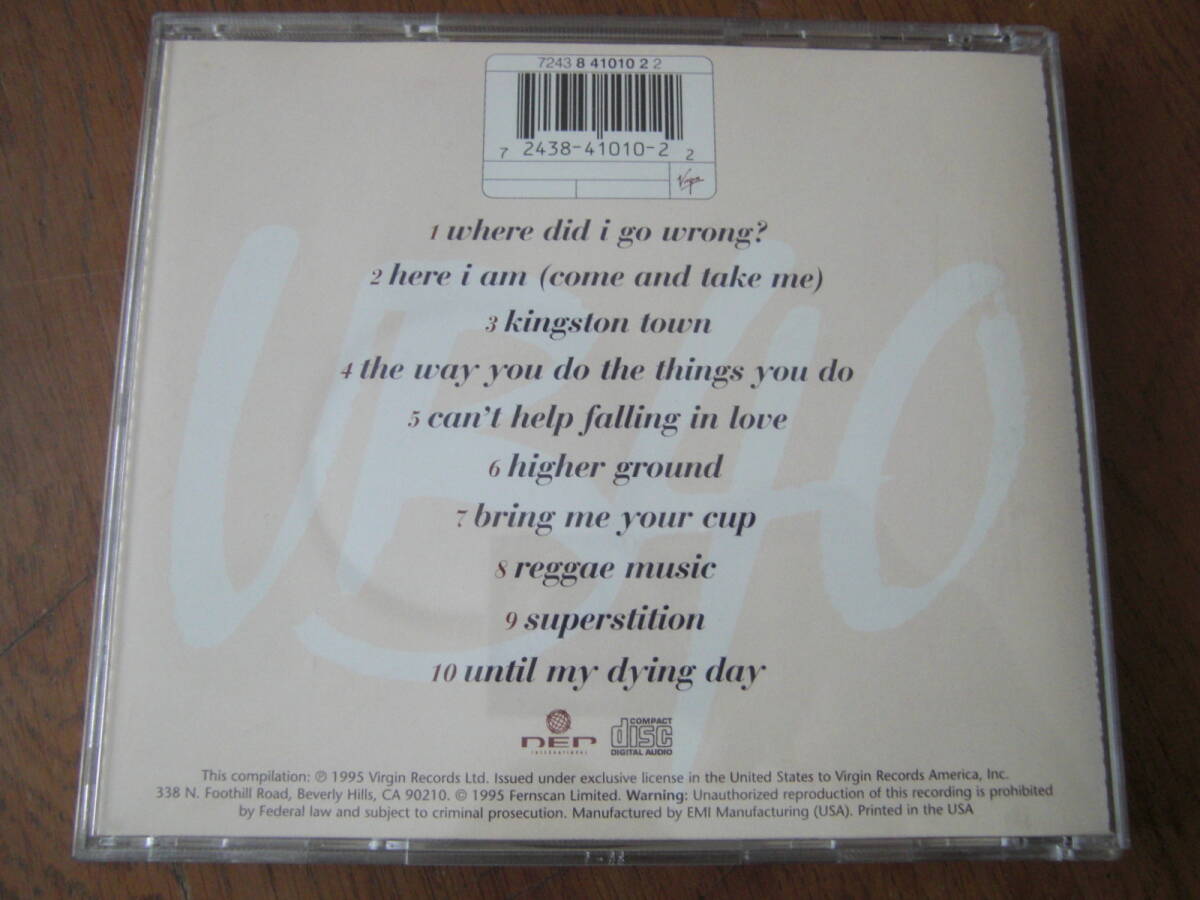 7243 8 41010 2 2
7 2438-41010-2 2
Virgin
UB40
1 where did i go wrong?
2 here i am (come and take me)
3 kingston town
4 the way you do the things you do
5 can't help falling in love
6 higher ground
7 bring me your cup
8 reggae music
9 superstition
10 until my dying day
DEP
INTERNATIONAL
COMPACT
disc
DIGITAL AUDIO
This compilation: ℗ 1995 Virgin Records Ltd. Issued under exclusive license in the United States to Virgin Records America, Inc.
338 N. Foothill Road, Beverly Hills, CA 90210. © 1995 Fernscan Limited. Warning: Unauthorized reproduction of this recording is prohibited
by Federal law and subject to criminal prosecution. Manufactured by EMI Manufacturing (USA). Printed in the USA